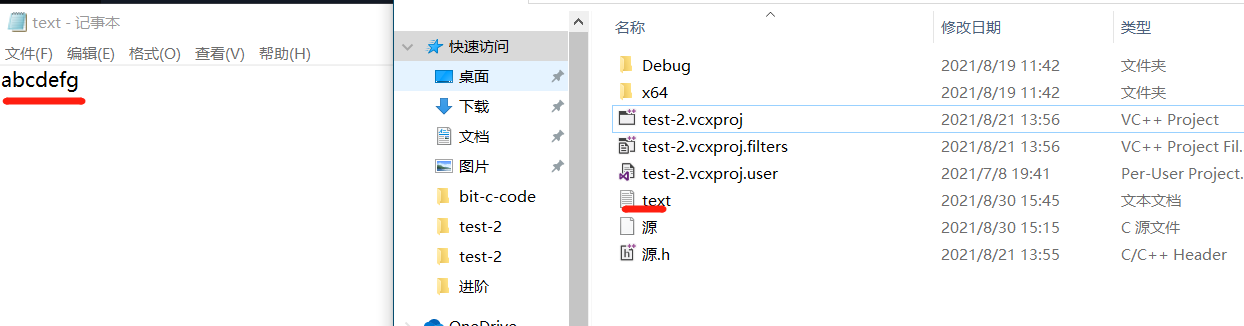 text - 记事本
文件(F) 编辑(E) 格式(O) 查看(V) 帮助(H)
abcdefg
快速访问
桌面
下载
文档
图片
bit-c-code
test-2
test-2
进阶
OneDrive
名称 修改日期 类型
Debug 2021/8/19 11:42 文件夹
x64 2021/8/19 11:42 文件夹
test-2.vcxproj 2021/8/21 13:56 VC++ Project
test-2.vcxproj.filters 2021/8/21 13:56 VC++ Project Fil...
test-2.vcxproj.user 2021/7/8 19:41 Per-User Project...
text 2021/8/30 15:45 文本文档
源 2021/8/30 15:15 C 源文件
源.h 2021/8/21 13:55 C/C++ Header